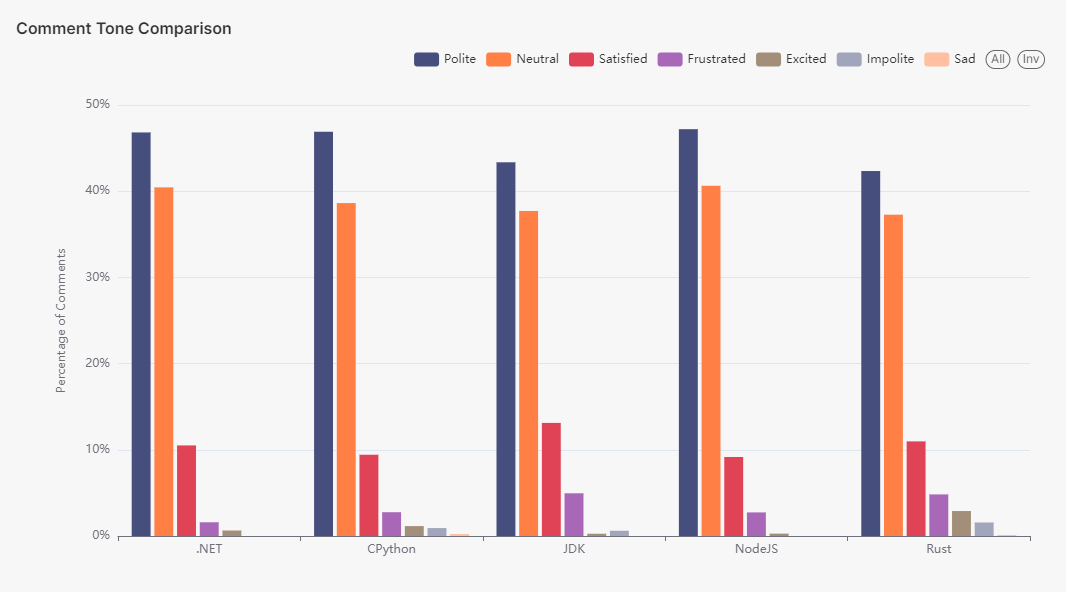 Comment Tone Comparison
Polite Neutral Satisfied Frustrated Excited Impolite Sad All Inv
50%
40%
30%
20%
10%
0%
Percentage of Comments
.NET CPython JDK NodeJS Rust